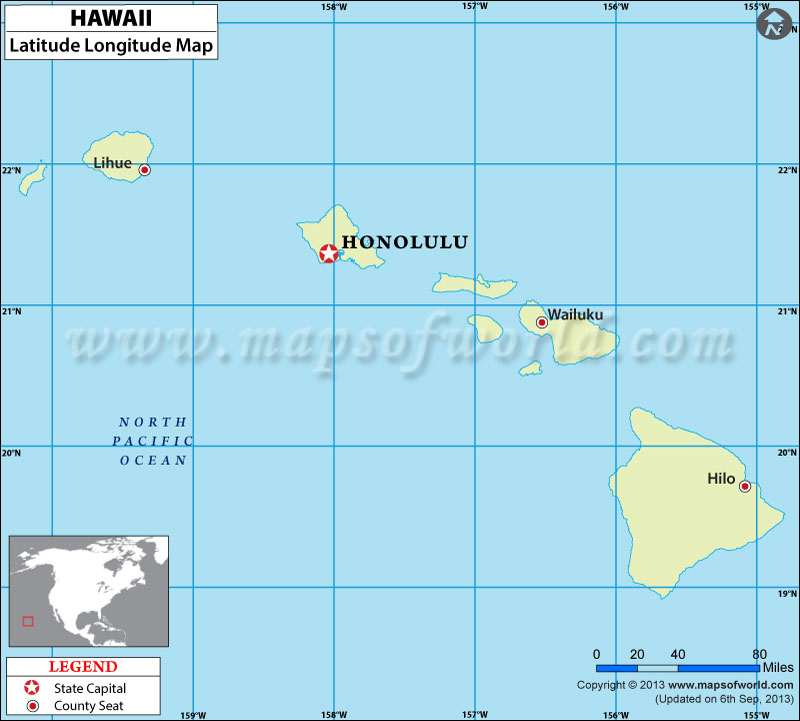 HAWAII
Latitude Longitude Map
158°W
157°W
156°W
155°W
N
N
Lihue
22°N
22°N
HONOLULU
21°N
Wailuku
21°N
www.mapsofworld.com
NORTH
PACIFIC
OCEAN
20°N
20°N
Hilo
19°N
LEGEND
State Capital
County Seat
159°W
158°W
157°W
156°W
155°W
0 20 40 80 Miles
Copyright © 2013 www.mapsofworld.com
(Updated on 6th Sep, 2013)